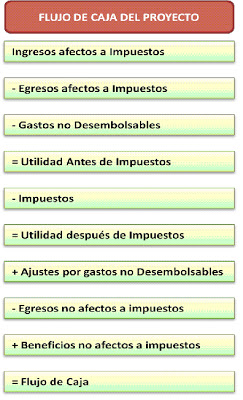 FLUJO DE CAJA DEL PROYECTO
Ingresos afectos a Impuestos
- Egresos afectos a Impuestos
- Gastos no Desembolsables
= Utilidad Antes de Impuestos
- Impuestos
= Utilidad después de Impuestos
+ Ajustes por gastos no Desembolsables
- Egresos no afectos a impuestos
+ Beneficios no afectos a impuestos
= Flujo de Caja